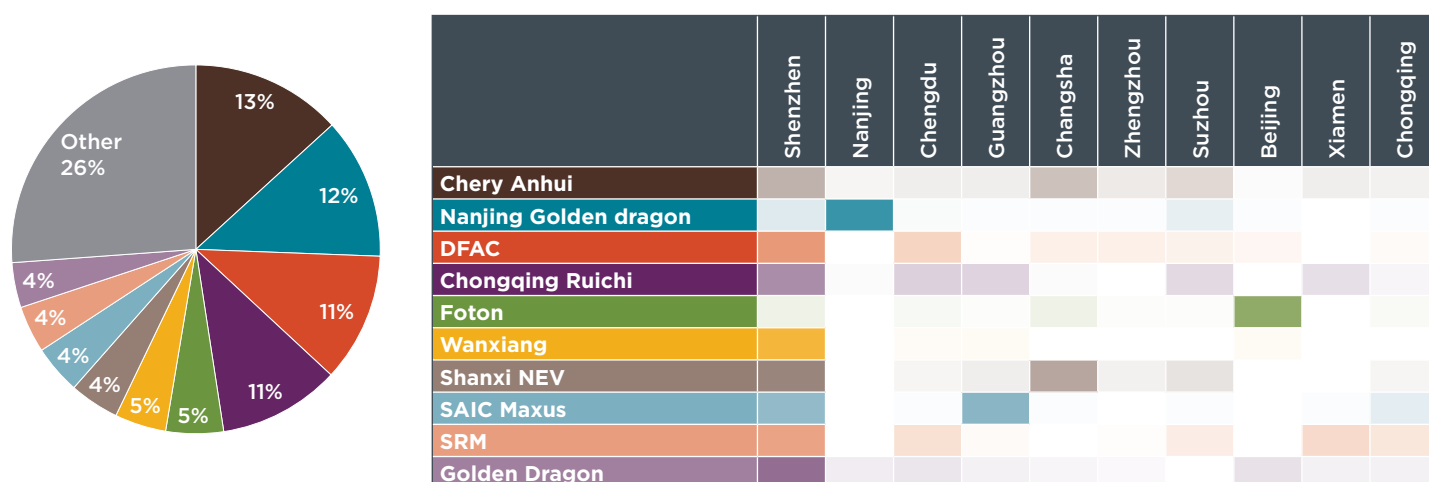 13%
12%
11%
11%
5%
5%
4%
4%
4%
4%
Other
26%
Shenzhen
Nanjing
Chengdu
Guangzhou
Changsha
Zhengzhou
Suzhou
Beijing
Xiamen
Chongqing
Chery Anhui
Nanjing Golden dragon
DFAC
Chongqing Ruichi
Foton
Wanxiang
Shanxi NEV
SAIC Maxus
SRM
Golden Dragon